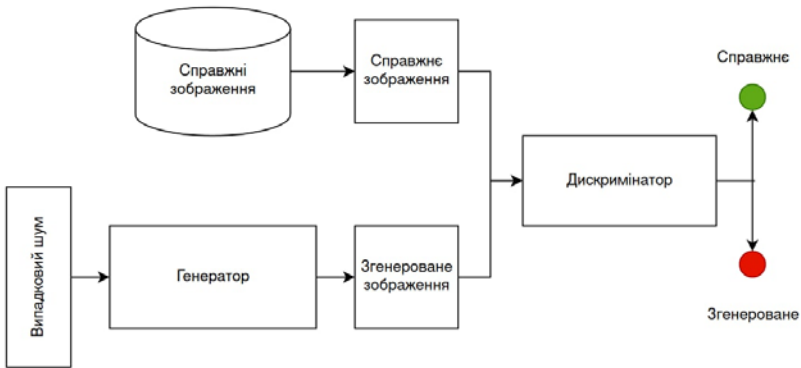 Справжні
зображення
Справжнє
зображення
Справжнє
Дискримінатор
Випадковий шум
Генератор
Згенероване
зображення
Згенероване